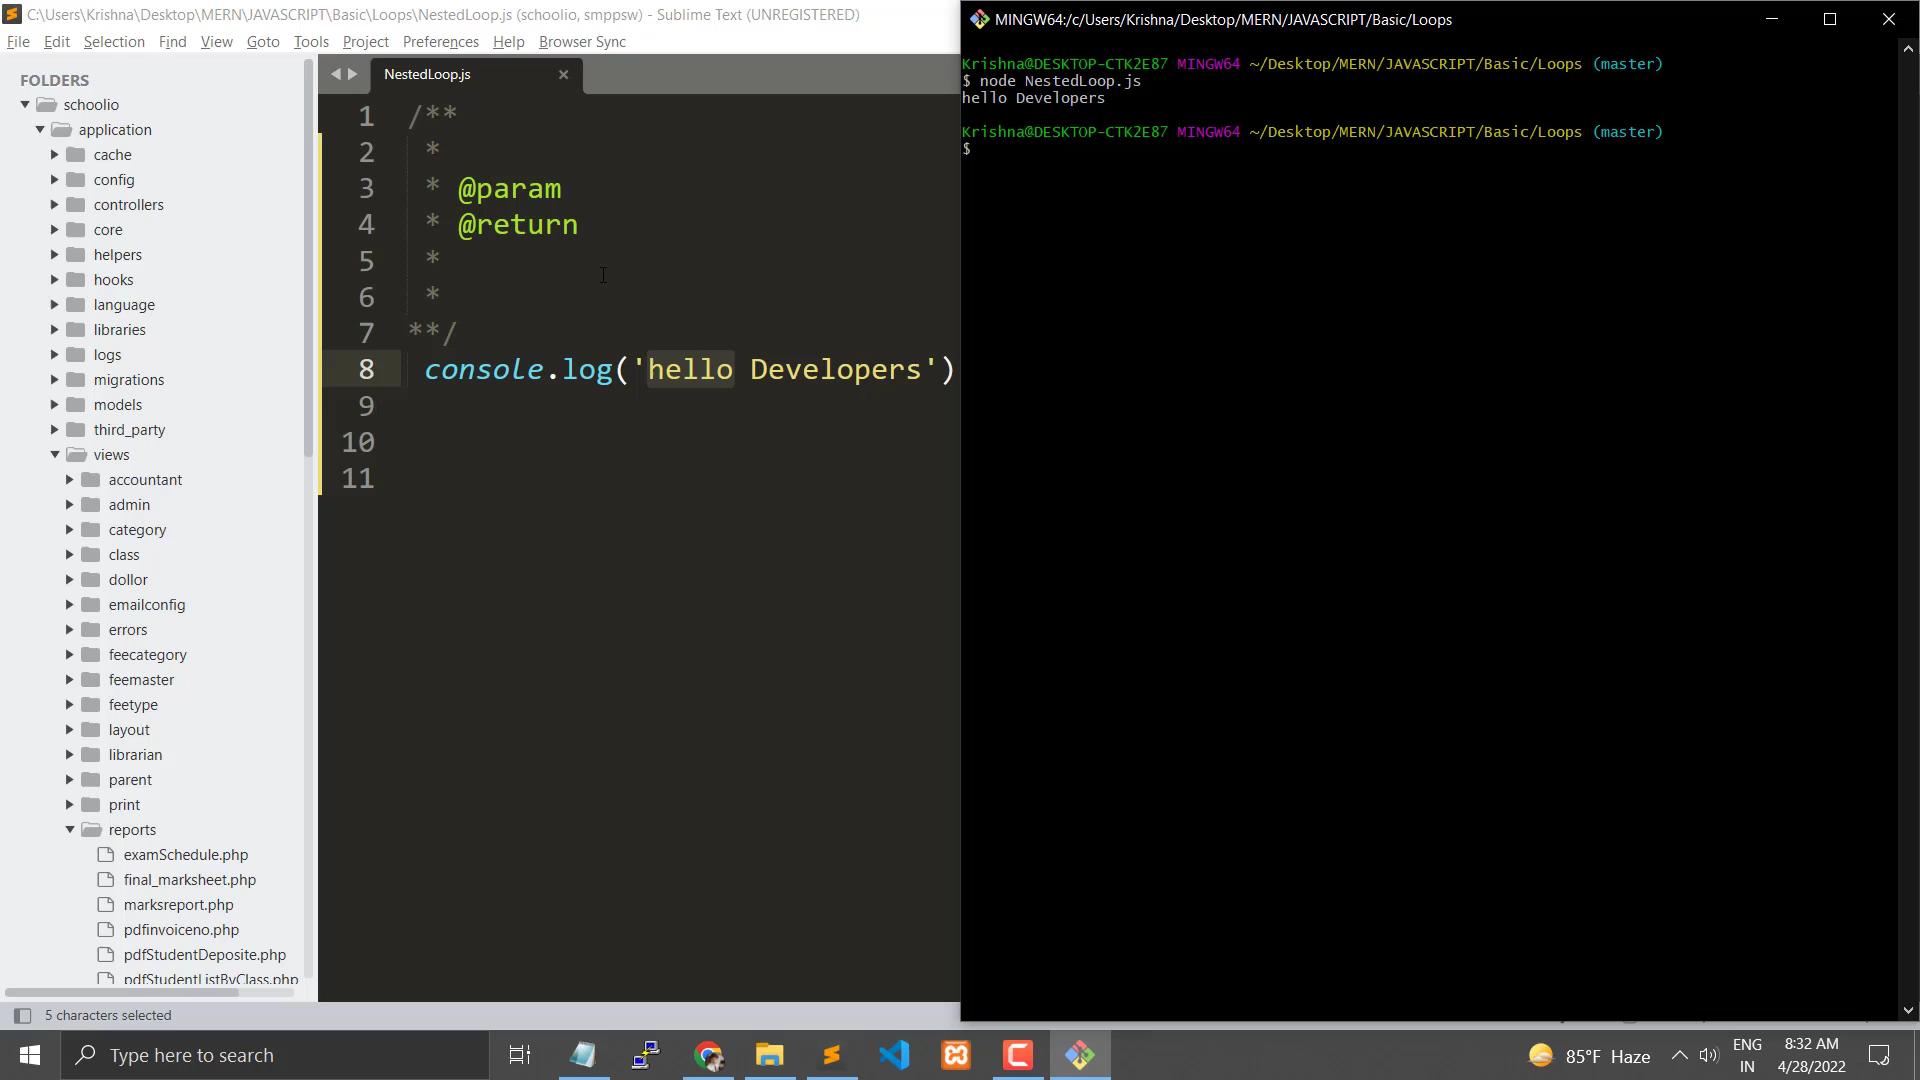 C:\Users\Krishna\Desktop\MERN\JAVASCRIPT\Basic\Loops\NestedLoop.js (schoolio, smppsw) - Sublime Text (UNREGISTERED)
File Edit Selection Find View Goto Tools Project Preferences Help Browser Sync
FOLDERS
schoolio
application
cache
config
controllers
core
helpers
hooks
language
libraries
logs
migrations
models
third_party
views
accountant
admin
category
class
dollor
emailconfig
errors
feecategory
feemaster
feetype
layout
librarian
parent
print
reports
examSchedule.php
final_marksheet.php
marksreport.php
pdfinvoiceno.php
pdfStudentDeposite.php
pdfStudentListByClass.php
NestedLoop.js
1 /**
2 *
3 * @param
4 * @return
5 *
6 *
7 **/
8 console.log('hello Developers')
9
10
11
5 characters selected
MINGW64:/c/Users/Krishna/Desktop/MERN/JAVASCRIPT/Basic/Loops
Krishna@DESKTOP-CTK2E87 MINGW64 ~/Desktop/MERN/JAVASCRIPT/Basic/Loops (master)
$ node NestedLoop.js
hello Developers
Krishna@DESKTOP-CTK2E87 MINGW64 ~/Desktop/MERN/JAVASCRIPT/Basic/Loops (master)
$
Type here to search
85°F Haze
ENG
IN
8:32 AM
4/28/2022